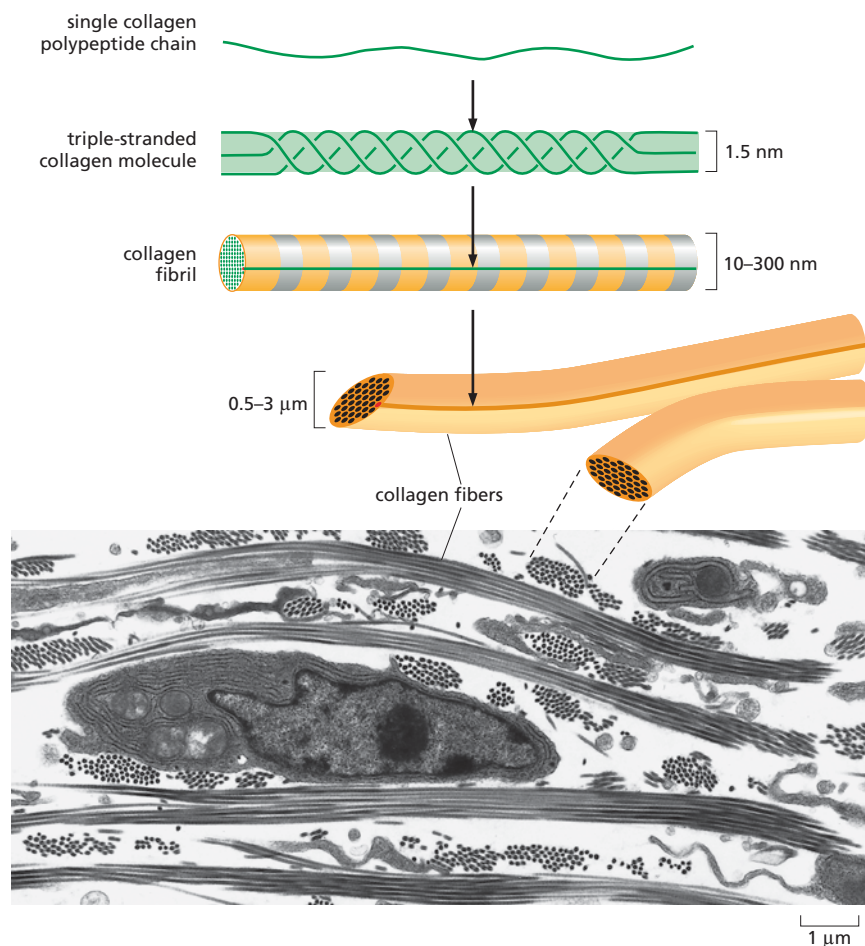 single collagen
polypeptide chain
triple-stranded
collagen molecule
1.5 nm
collagen
fibril
10–300 nm
0.5–3 μm
collagen fibers
1 μm